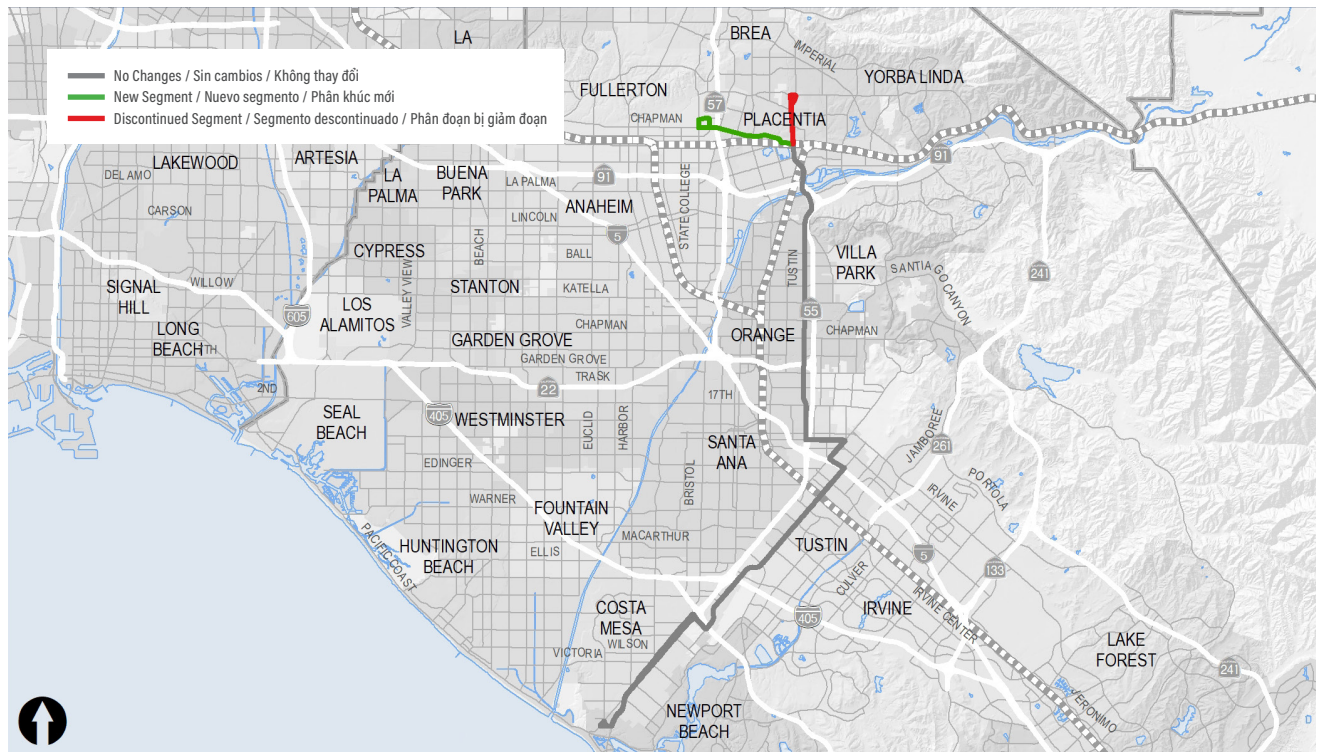 LA
BREA
IMPERIAL
No Changes / Sin cambios / Không thay đổi
New Segment / Nuevo segmento / Phân khúc mới
Discontinued Segment / Segmento descontinuado / Phân đoạn bị giảm đoạn
FULLERTON
YORBA LINDA
57
CHAPMAN
PLACENTIA
LAKEWOOD
ARTESIA
91
DEL AMO
LA
PALMA
BUENA
PARK
LA PALMA
91
CARSON
LINCOLN
ANAHEIM
STATE COLLEGE
5
CYPRESS
BEACH
BALL
TUSTIN
VILLA
PARK
SANTIA
GO CANYON
241
SIGNAL
HILL
WILLOW
VALLEY VIEW
STANTON
KATELLA
LOS
ALAMITOS
605
55
LONG
BEACH
7TH
CHAPMAN
ORANGE
CHAPMAN
GARDEN GROVE
GARDEN GROVE
TRASK
22
2ND
17TH
SEAL
BEACH
405
WESTMINSTER
EUCLID
HARBOR
SANTA
ANA
JAMBOREE
261
EDINGER
BRISTOL
PORTOLA
IRVINE
WARNER
FOUNTAIN
VALLEY
PACIFIC COAST
HUNTINGTON
BEACH
ELLIS
MACARTHUR
TUSTIN
5
133
CULVER
IRVINE CENTER
COSTA
MESA
WILSON
VICTORIA
405
IRVINE
LAKE
FOREST
241
NEWPORT
BEACH
JERONIMO